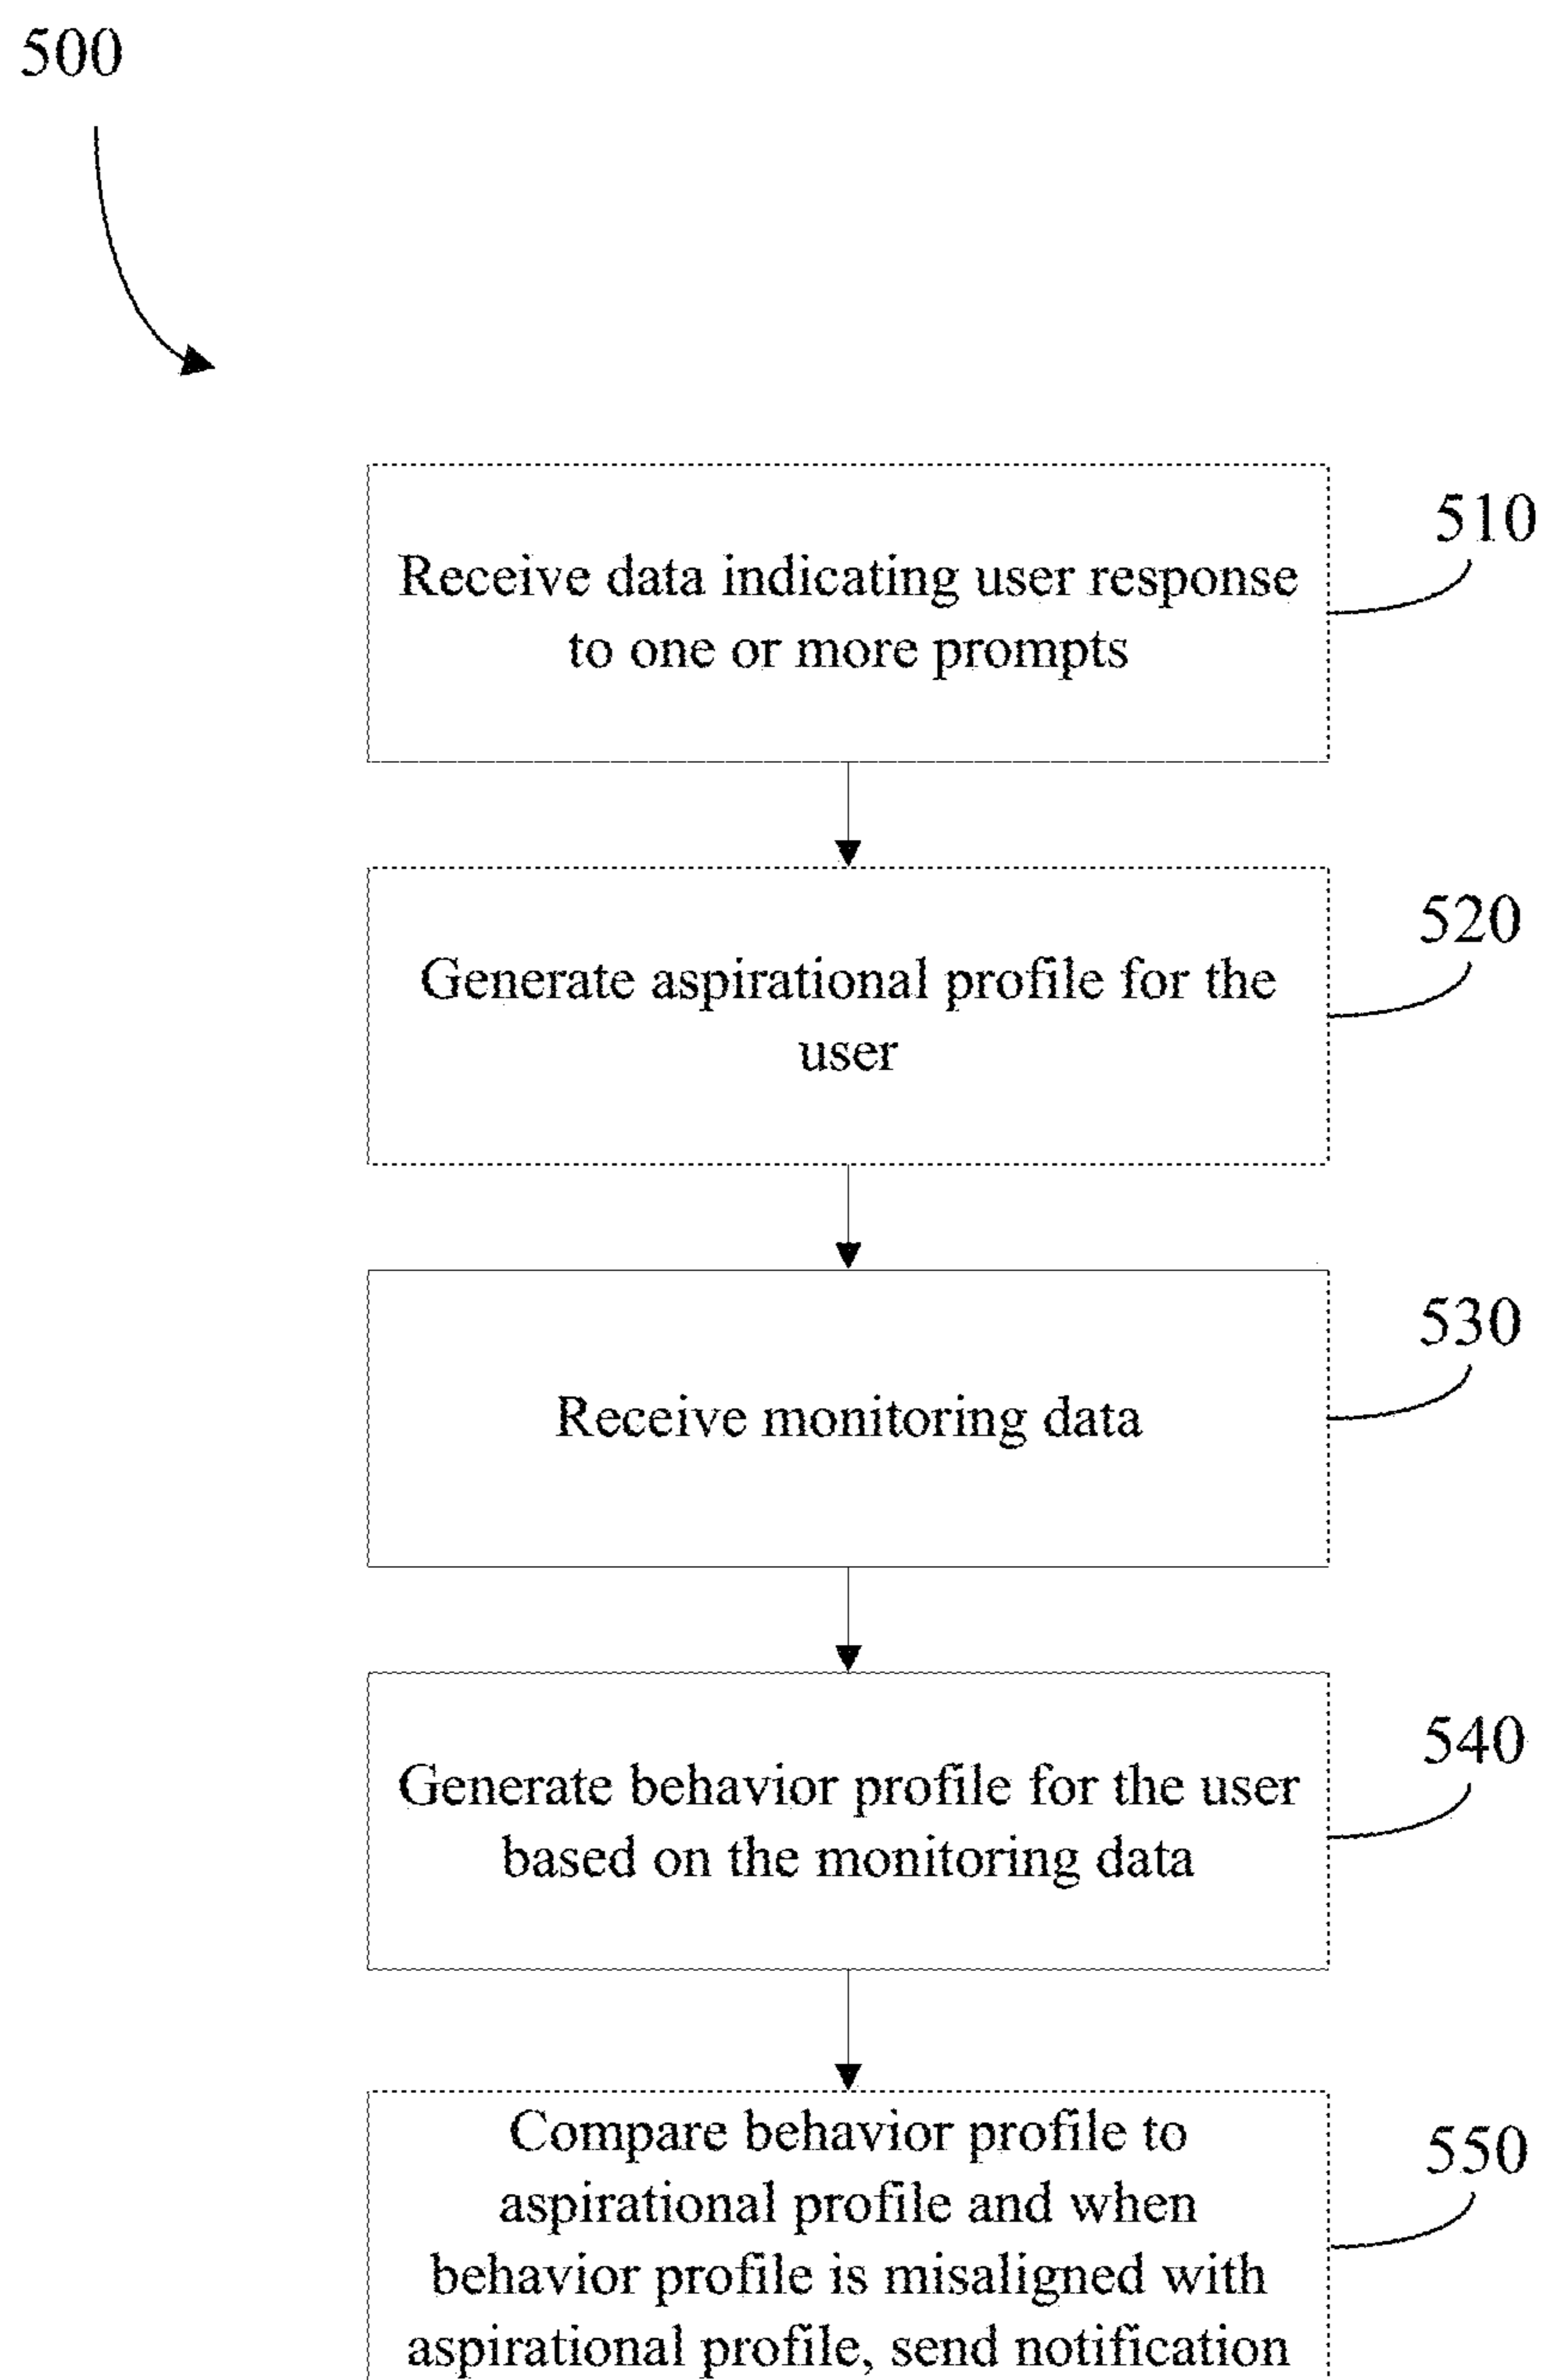 500
510
Receive data indicating user response
to one or more prompts
520
Generate aspirational profile for the
user
530
Receive monitoring data
540
Generate behavior profile for the user
based on the monitoring data
550
Compare behavior profile to
aspirational profile and when
behavior profile is misaligned with
aspirational profile, send notification